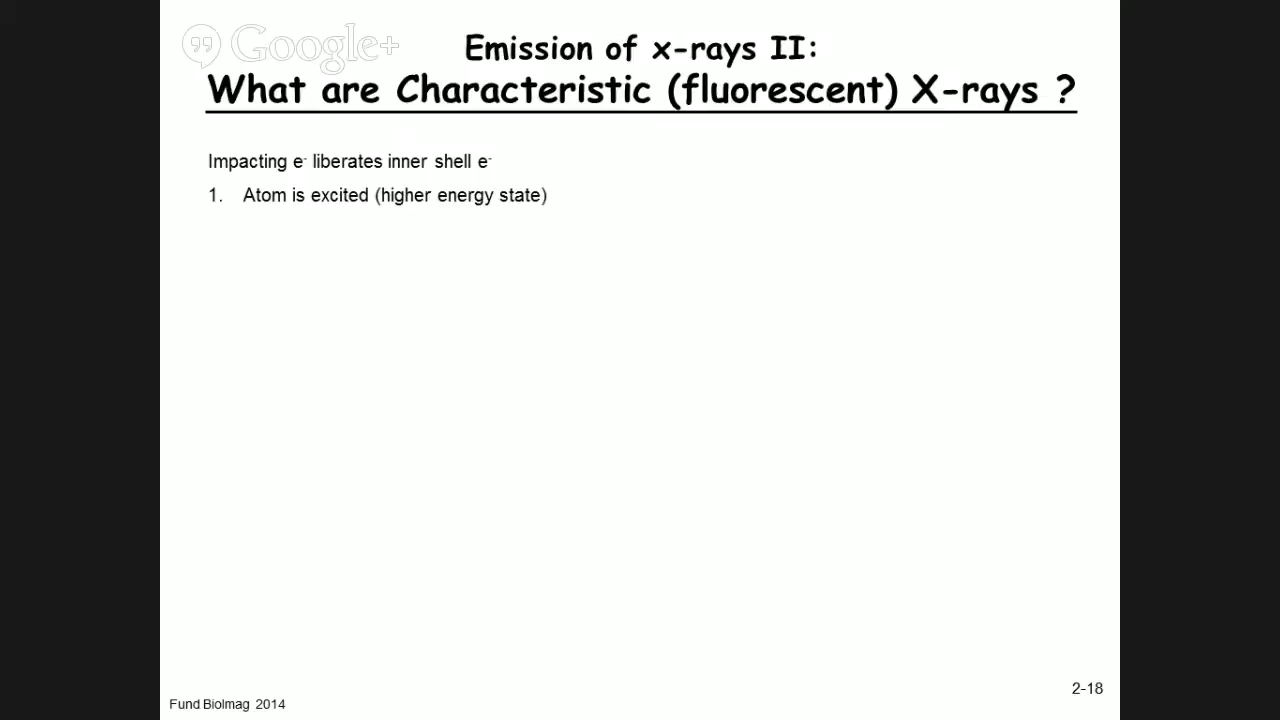 Google+
Emission of x-rays II:
What are Characteristic (fluorescent) X-rays ?
Impacting e- liberates inner shell e-
1. Atom is excited (higher energy state)
2-18
Fund BioImag 2014